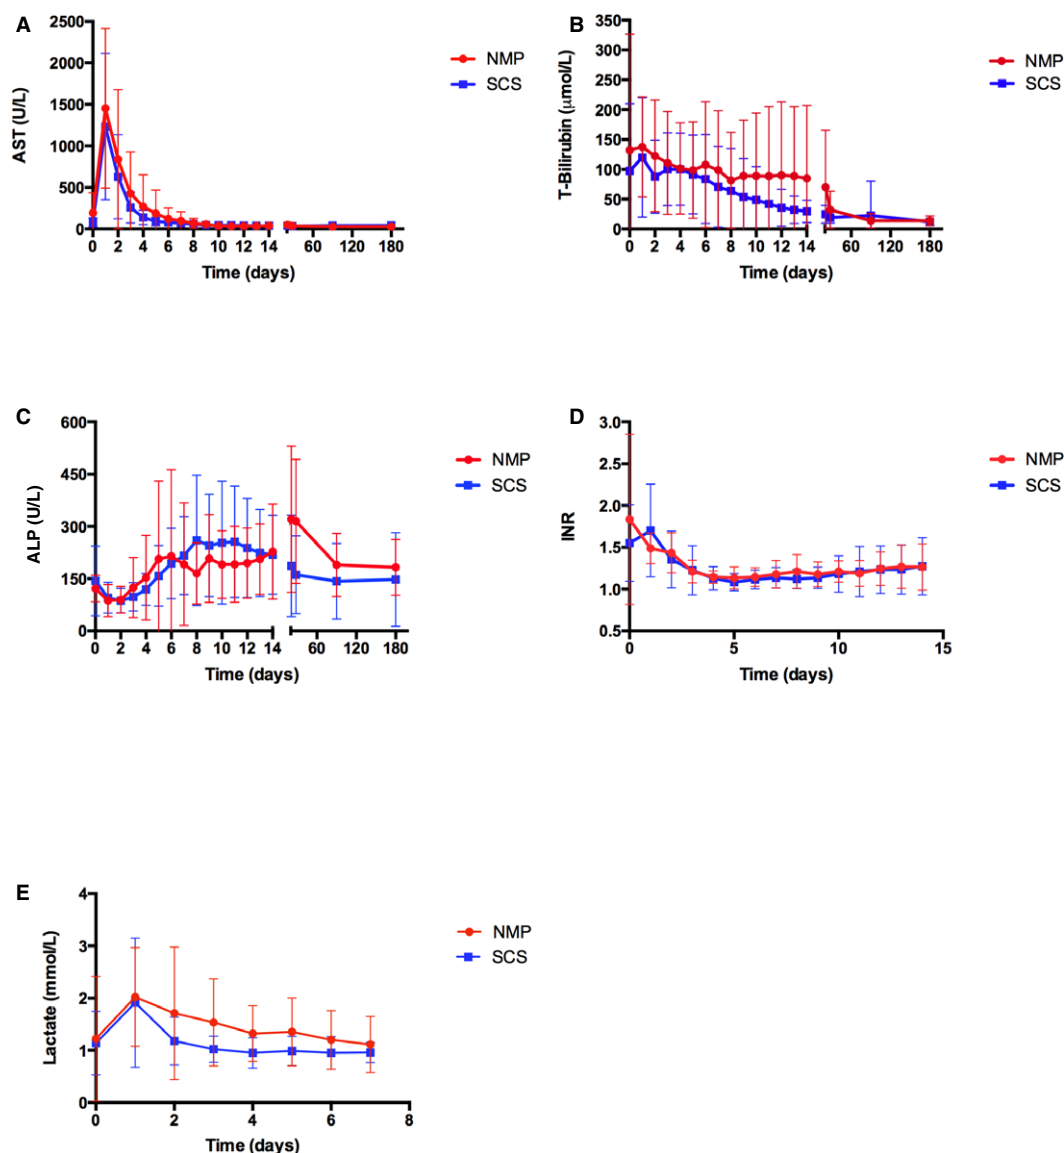 A
AST (U/L)
2500
2000
1500
1000
500
0
0 2 4 6 8 10 12 14 60 120 180
Time (days)
NMP
SCS
B
T-Bilirubin (μmol/L)
350
300
250
200
150
100
50
0
0 2 4 6 8 10 12 14 60 120 180
Time (days)
NMP
SCS
C
ALP (U/L)
600
450
300
150
0
0 2 4 6 8 10 12 14 60 120 180
Time (days)
NMP
SCS
D
INR
3.0
2.5
2.0
1.5
1.0
0.5
0 5 10 15
Time (days)
NMP
SCS
E
Lactate (mmol/L)
4
3
2
1
0
0 2 4 6 8
Time (days)
NMP
SCS